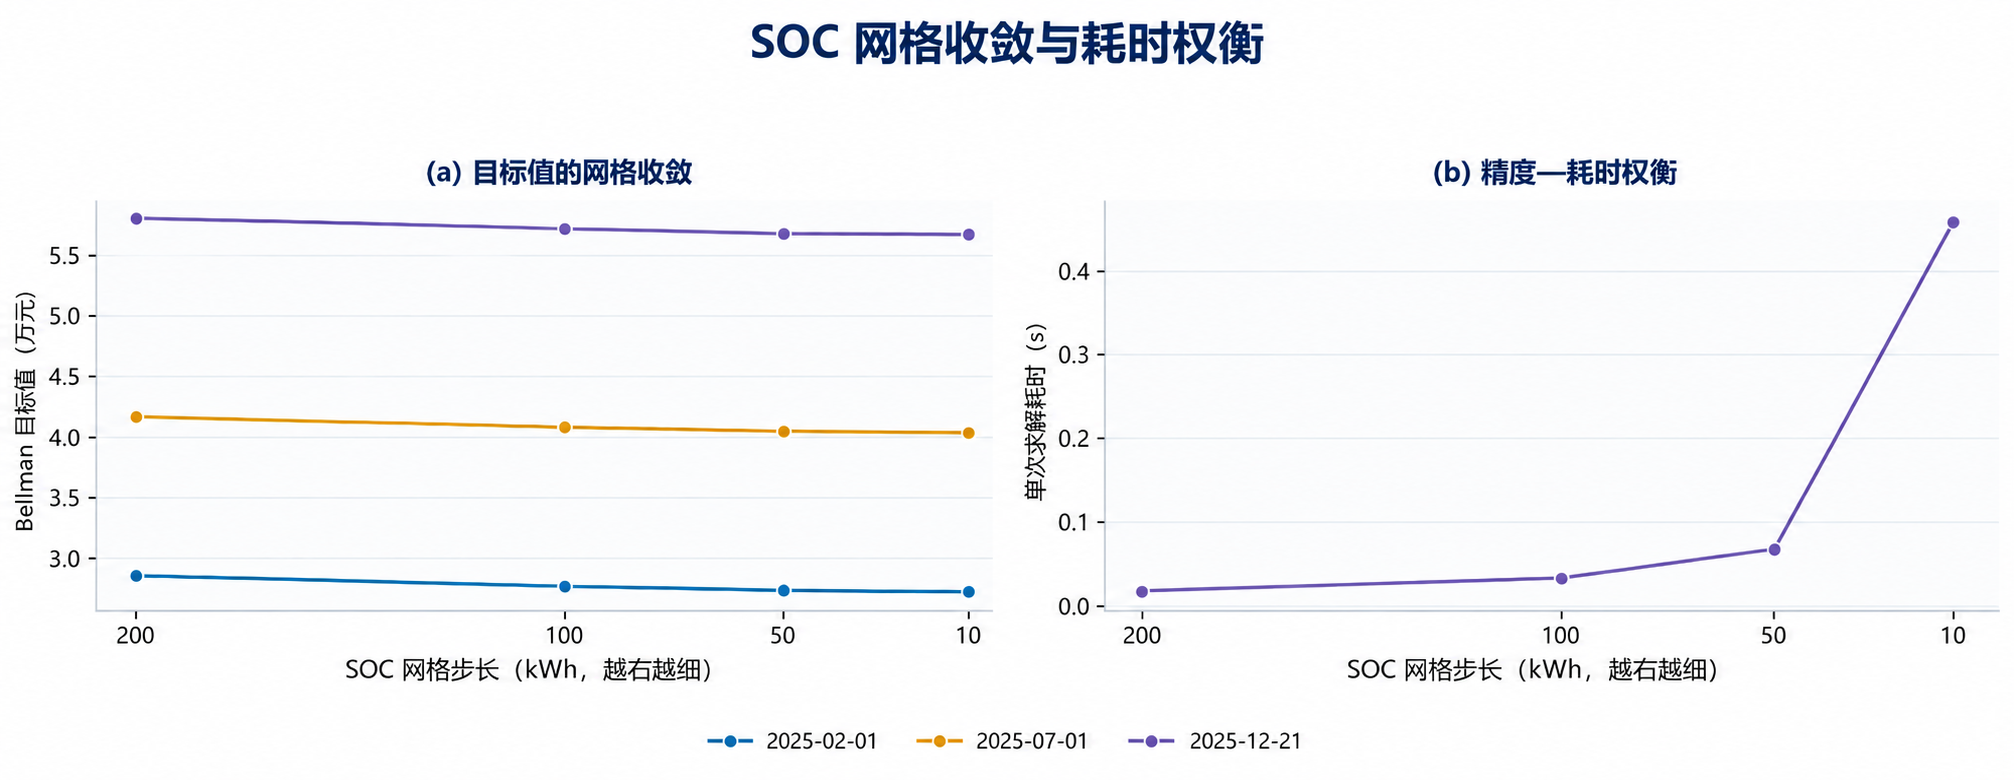 SOC 网格收敛与耗时权衡
(a) 目标值的网格收敛
Bellman 目标值（万元）
5.5
5.0
4.5
4.0
3.5
3.0
200 100 50 10
SOC 网格步长（kWh，越右越细）
(b) 精度—耗时权衡
单次求解耗时（s）
0.4
0.3
0.2
0.1
0.0
200 100 50 10
SOC 网格步长（kWh，越右越细）
2025-02-01 2025-07-01 2025-12-21